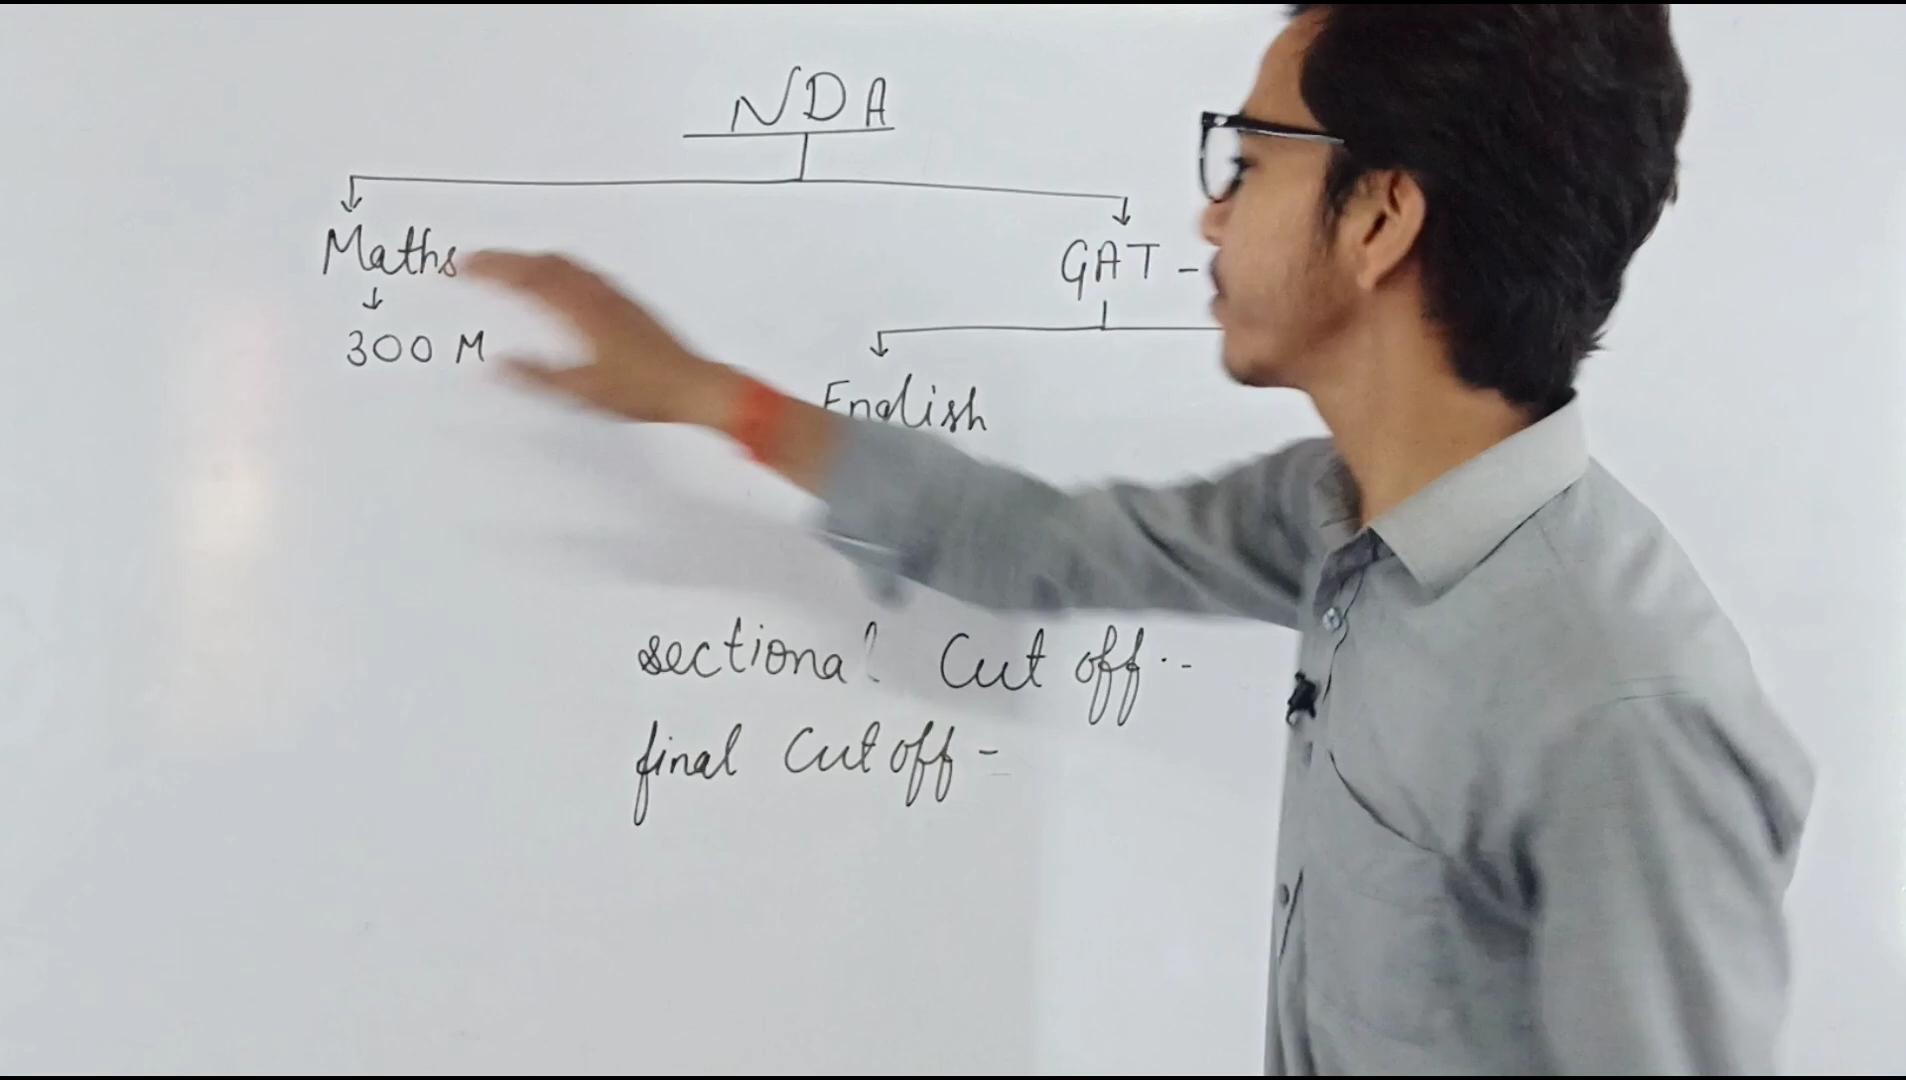 NDA
Maths GAT -
300 M
English
sectional Cut off ..
final Cut off -